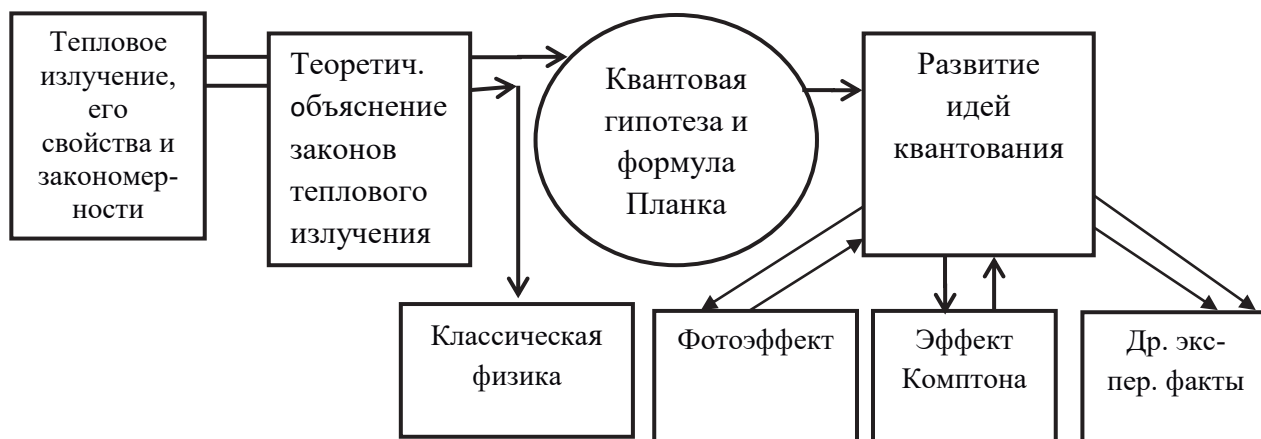 Тепловое
излучение,
его
свойства и
закономер-
ности
Теоретич.
объяснение
законов
теплового
излучения
Квантовая
гипотеза и
формула
Планка
Развитие
идей
квантования
Классическая
физика
Фотоэффект
Эффект
Комптона
Др. экс-
пер. факты